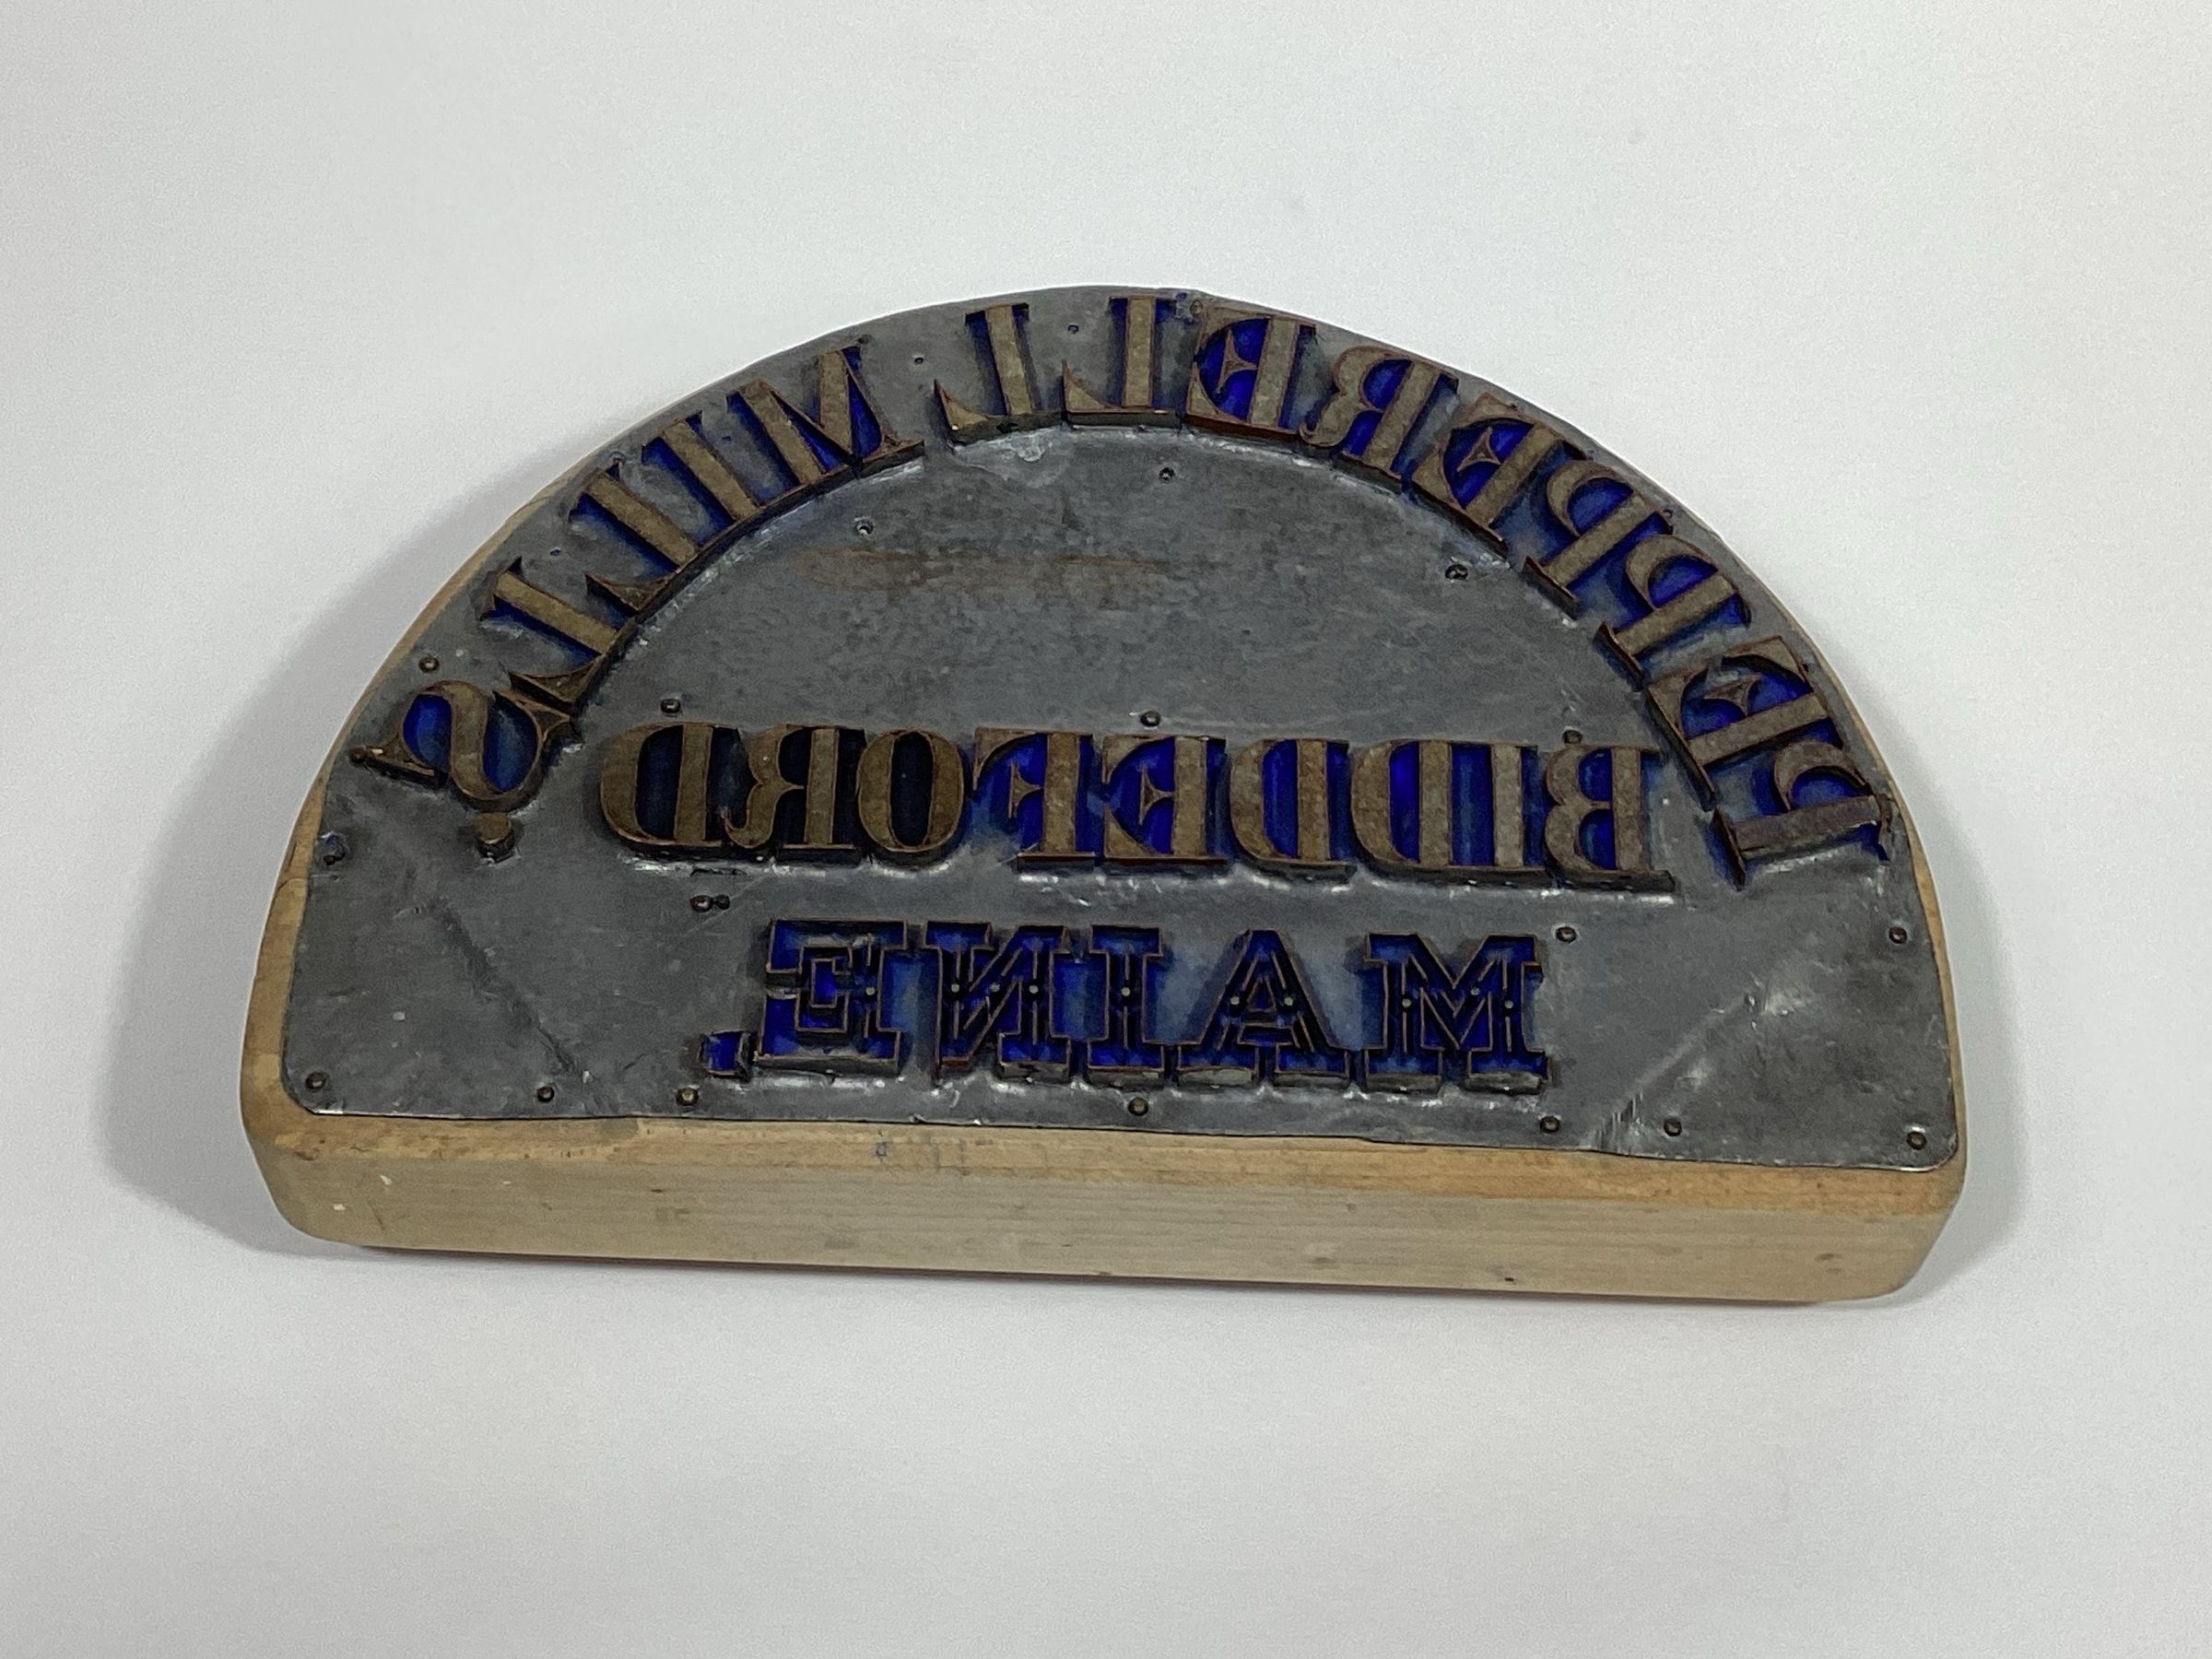 PEPPERELL MILLS.
BIDDEFORD
MAINE.